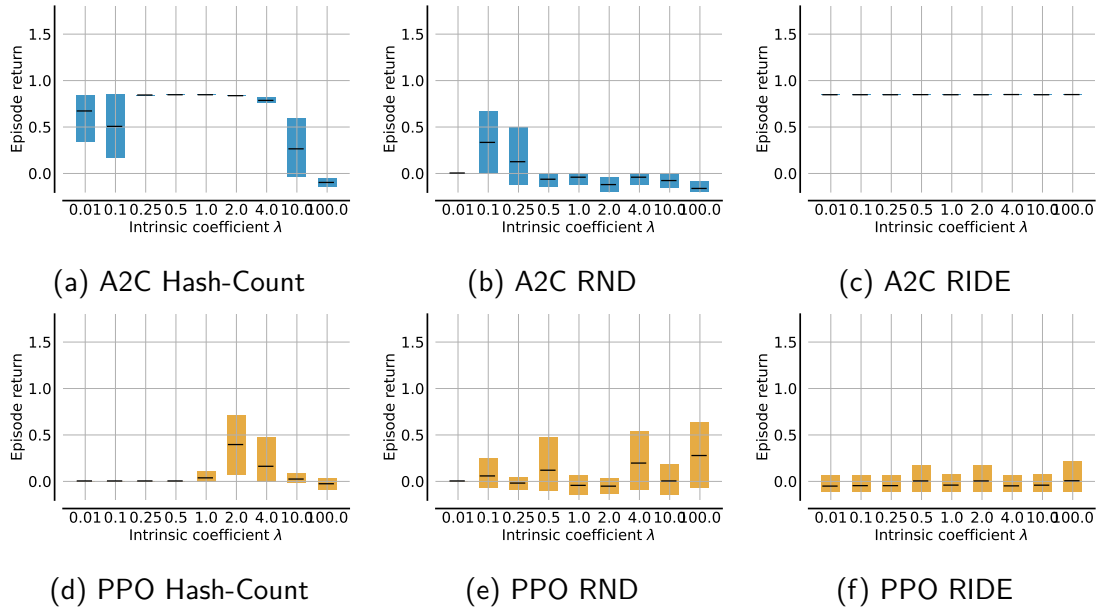 1.5
1.0
0.5
0.0
Episode return
0.01 0.1 0.25 0.5 1.0 2.0 4.0 10.0 100.0
Intrinsic coefficient λ
(a) A2C Hash-Count
1.5
1.0
0.5
0.0
Episode return
0.01 0.1 0.25 0.5 1.0 2.0 4.0 10.0 100.0
Intrinsic coefficient λ
(b) A2C RND
1.5
1.0
0.5
0.0
Episode return
0.01 0.1 0.25 0.5 1.0 2.0 4.0 10.0 100.0
Intrinsic coefficient λ
(c) A2C RIDE
1.5
1.0
0.5
0.0
Episode return
0.01 0.1 0.25 0.5 1.0 2.0 4.0 10.0 100.0
Intrinsic coefficient λ
(d) PPO Hash-Count
1.5
1.0
0.5
0.0
Episode return
0.01 0.1 0.25 0.5 1.0 2.0 4.0 10.0 100.0
Intrinsic coefficient λ
(e) PPO RND
1.5
1.0
0.5
0.0
Episode return
0.01 0.1 0.25 0.5 1.0 2.0 4.0 10.0 100.0
Intrinsic coefficient λ
(f) PPO RIDE